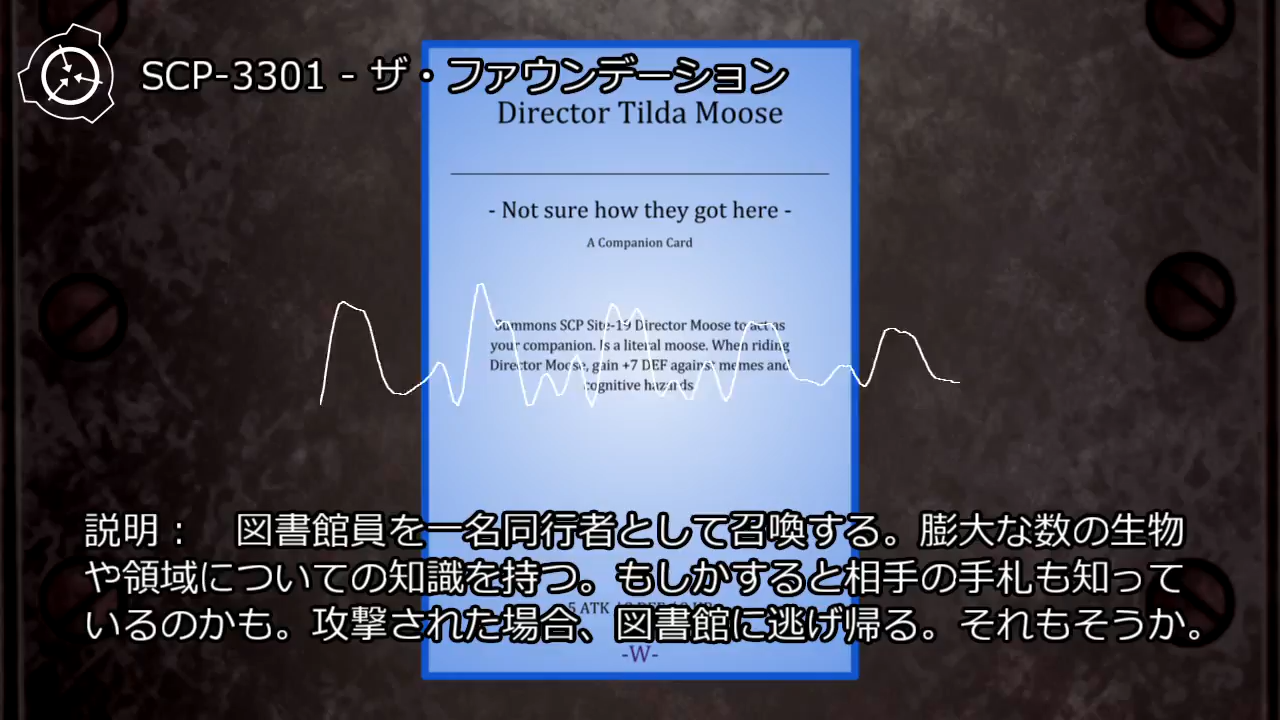 SCP-3301 - ザ・ファウンデーション
Director Tilda Moose
- Not sure how they got here -
A Companion Card
Summons SCP Site-19 Director Moose to act as
your companion. Is a literal moose. When riding
Director Moose, gain +7 DEF against memes and
cognitive hazards
説明： 図書館員を一名同行者として召喚する。膨大な数の生物
や領域についての知識を持つ。もしかすると相手の手札も知って
いるのかも。攻撃された場合、図書館に逃げ帰る。それもそうか。
5 ATK
-W-